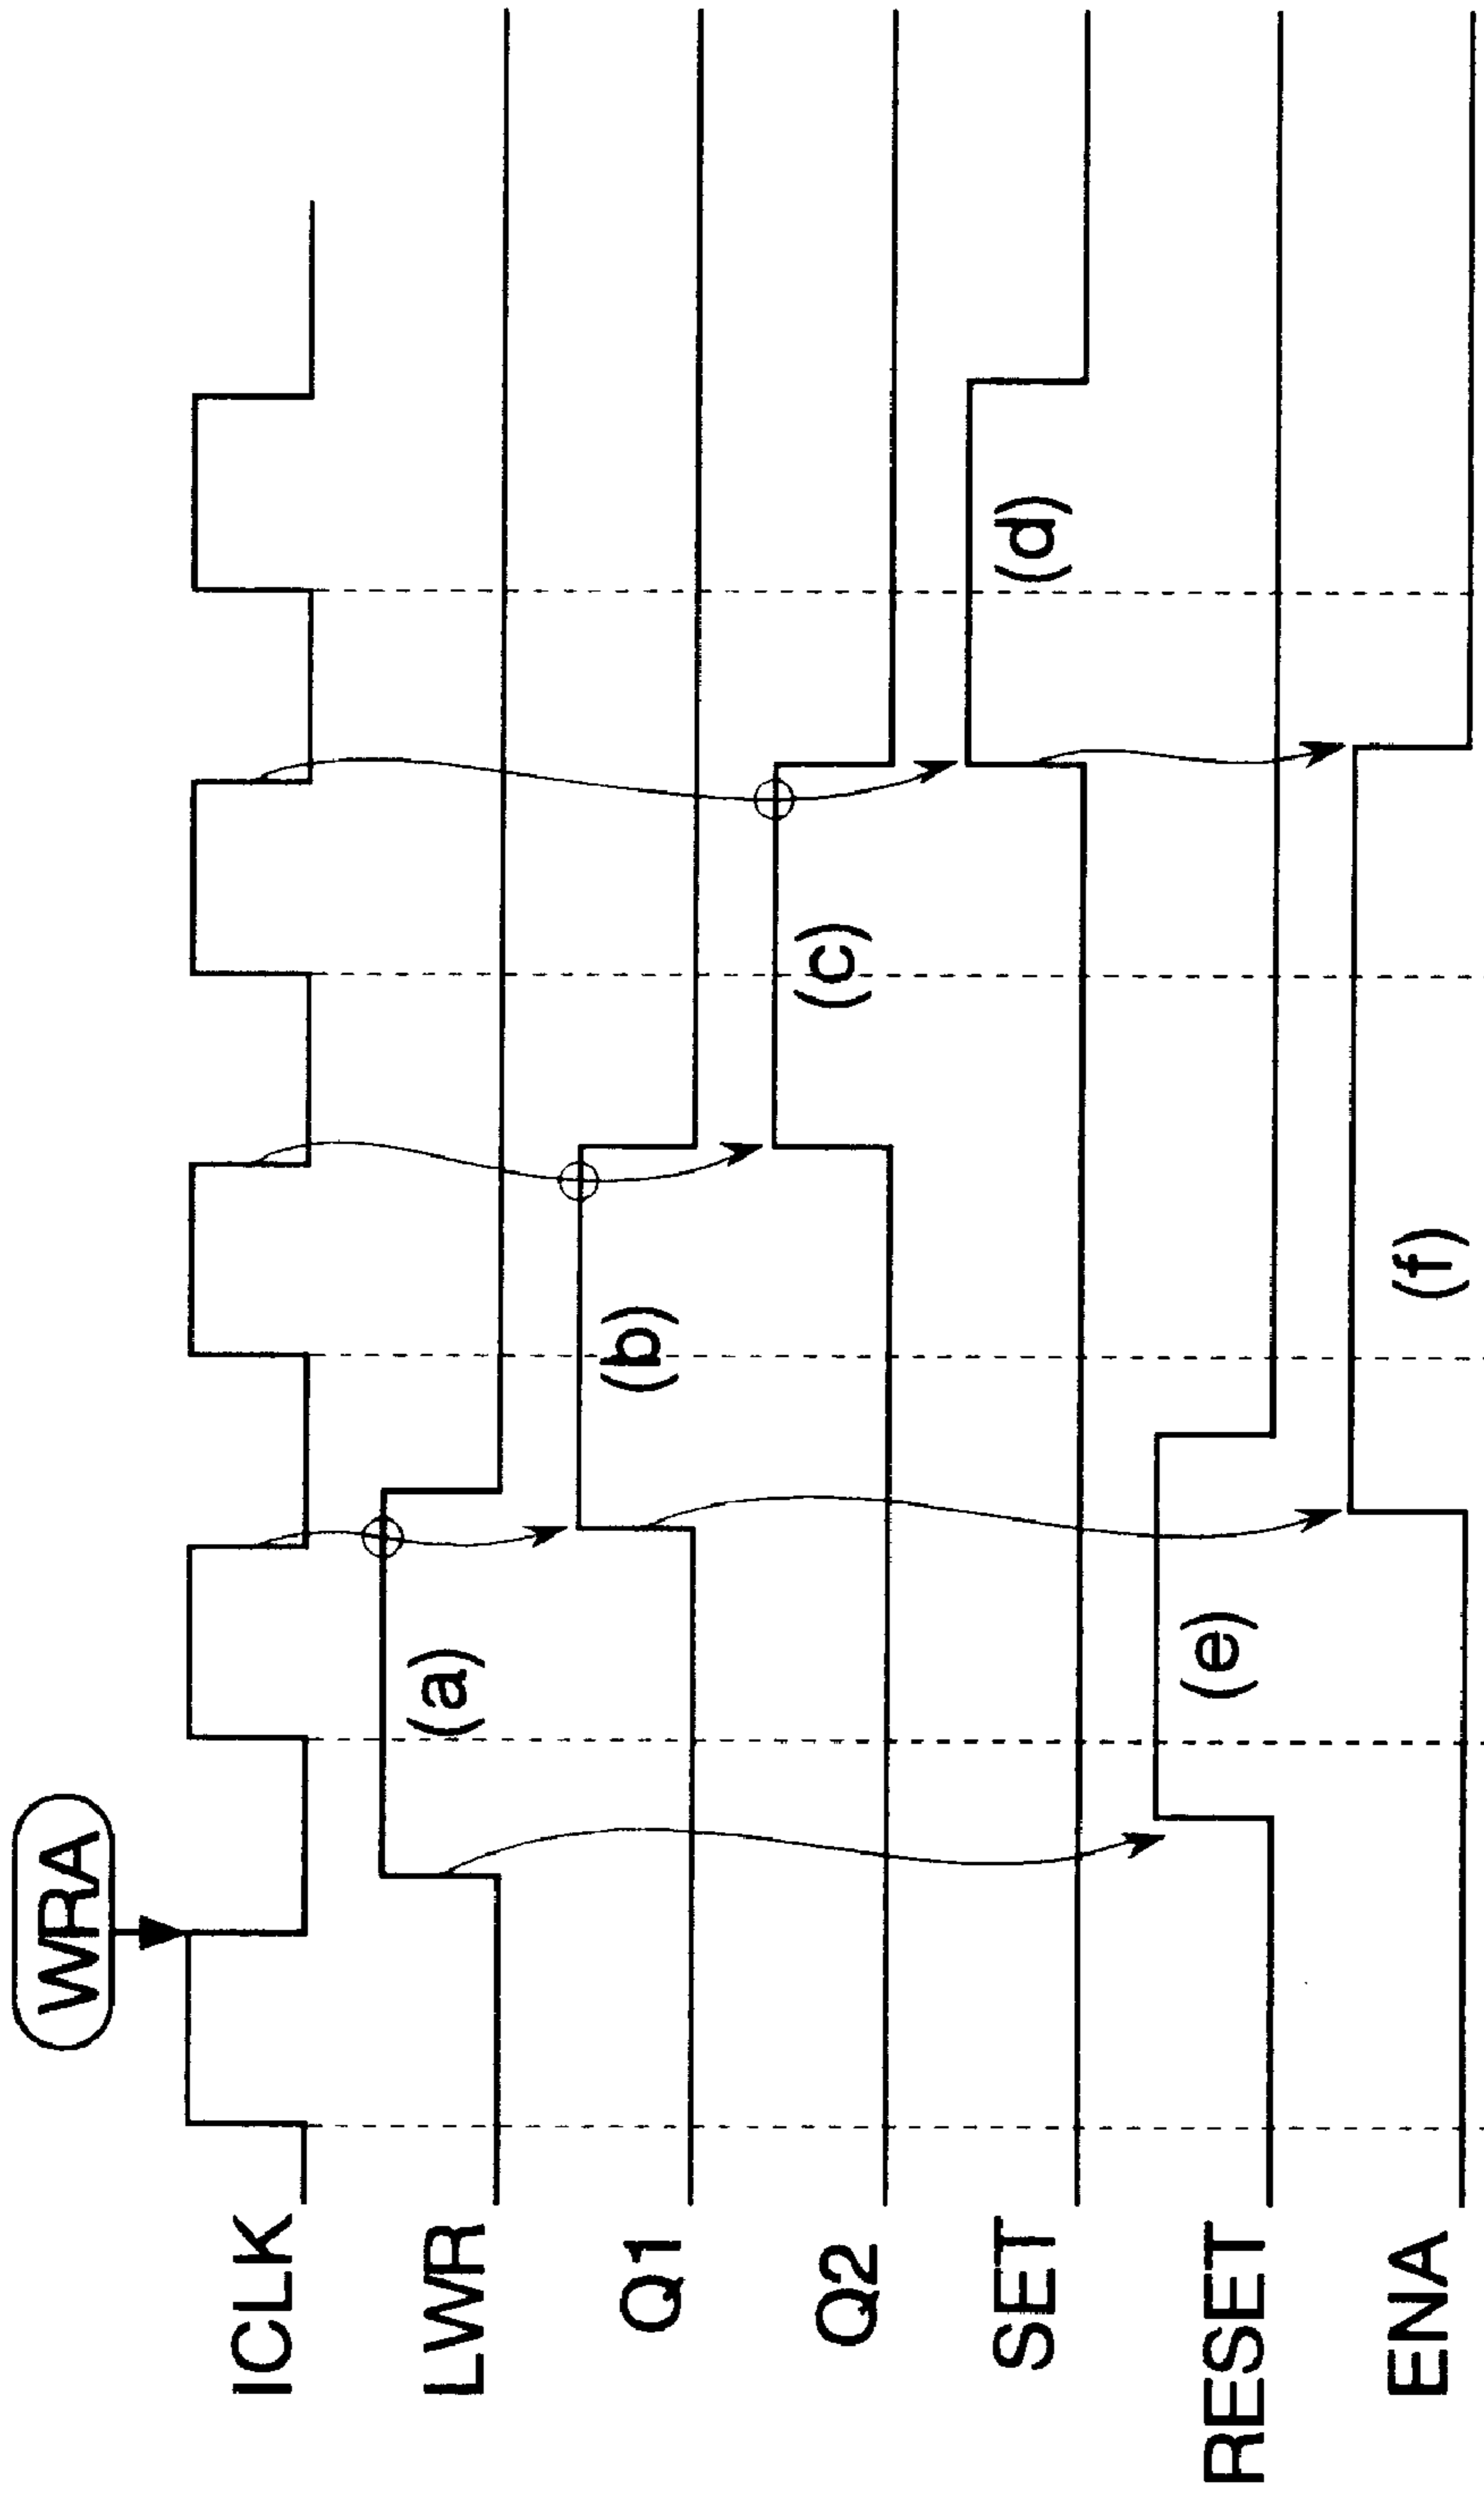 WRA
ICLK
LWR
(a)
Q1
(b)
Q2
(c)
SET
(d)
RESET
(e)
ENA
(f)